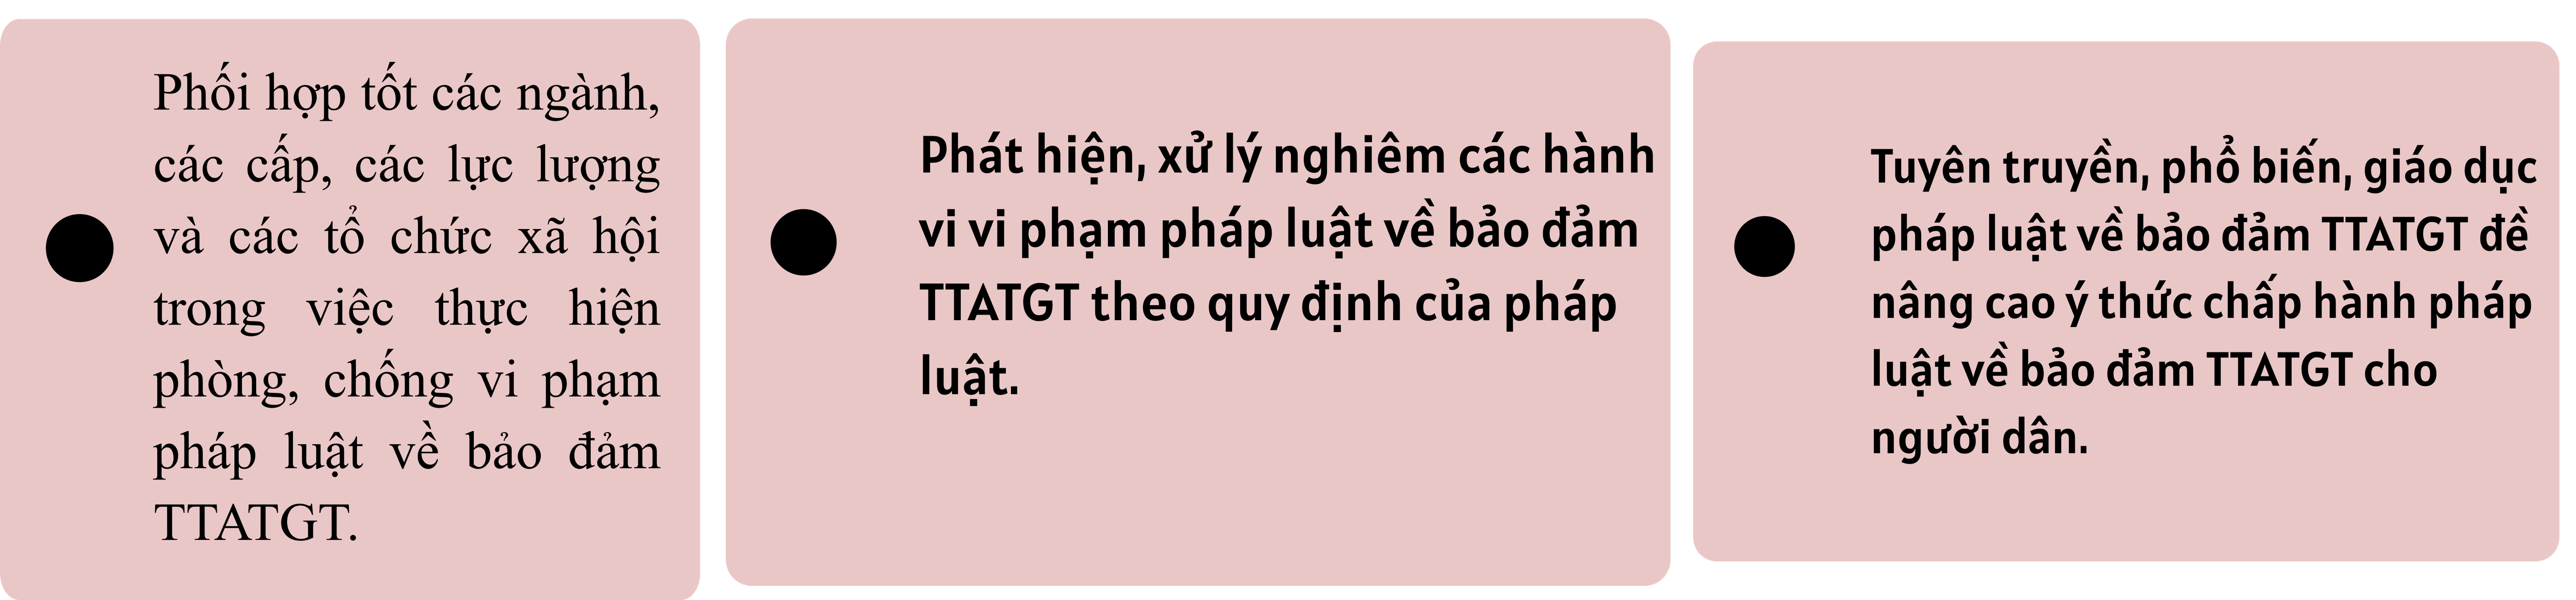 Phối hợp tốt các ngành,
các cấp, các lực lượng
và các tổ chức xã hội
trong việc thực hiện
phòng, chống vi phạm
pháp luật về bảo đảm
TTATGT.
Phát hiện, xử lý nghiêm các hành
vi vi phạm pháp luật về bảo đảm
TTATGT theo quy định của pháp
luật.
Tuyên truyền, phổ biến, giáo dục
pháp luật về bảo đảm TTATGT đề
nâng cao ý thức chấp hành pháp
luật về bảo đảm TTATGT cho
người dân.